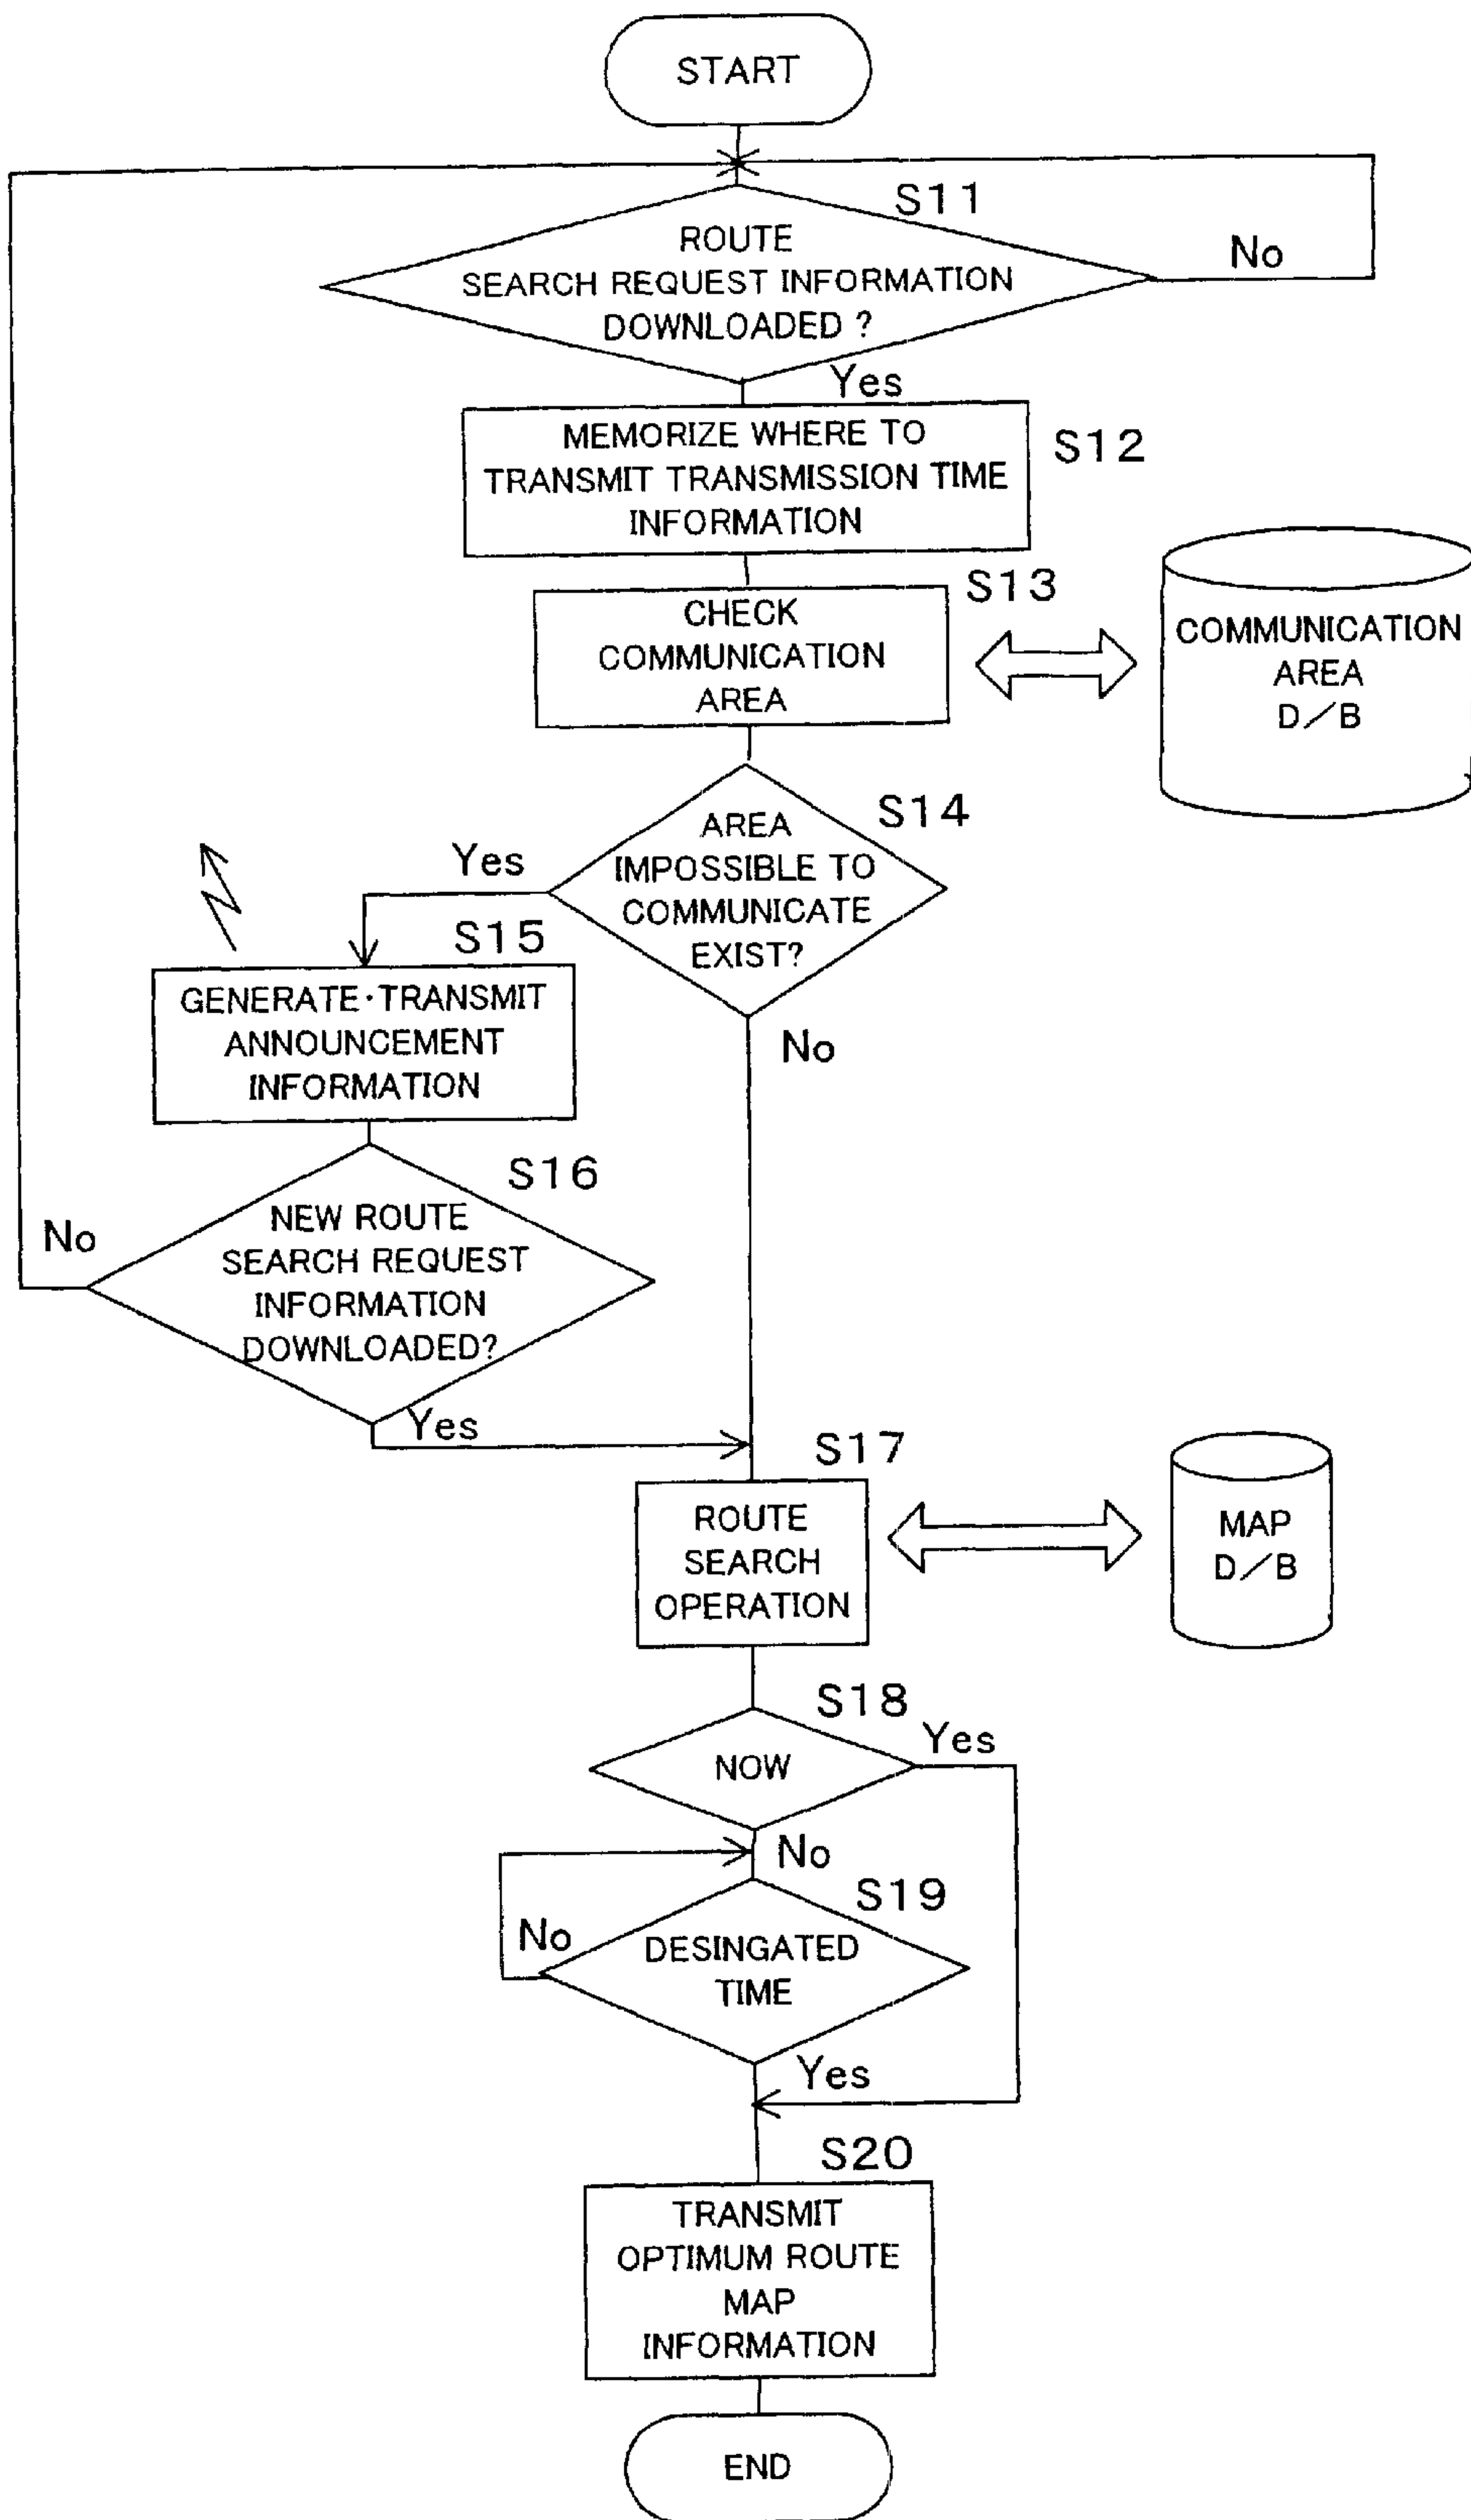 START
S11
ROUTE
SEARCH REQUEST INFORMATION
DOWNLOADED ?
No
Yes
MEMORIZE WHERE TO
TRANSMIT TRANSMISSION TIME
INFORMATION
S12
CHECK
COMMUNICATION
AREA
S13
COMMUNICATION
AREA
D/B
S14
AREA
IMPOSSIBLE TO
COMMUNICATE
EXIST?
Yes
No
S15
GENERATE·TRANSMIT
ANNOUNCEMENT
INFORMATION
S16
NEW ROUTE
SEARCH REQUEST
INFORMATION
DOWNLOADED?
No
Yes
S17
ROUTE
SEARCH
OPERATION
MAP
D/B
S18
NOW
Yes
No
S19
DESINGATED
TIME
No
Yes
S20
TRANSMIT
OPTIMUM ROUTE
MAP
INFORMATION
END